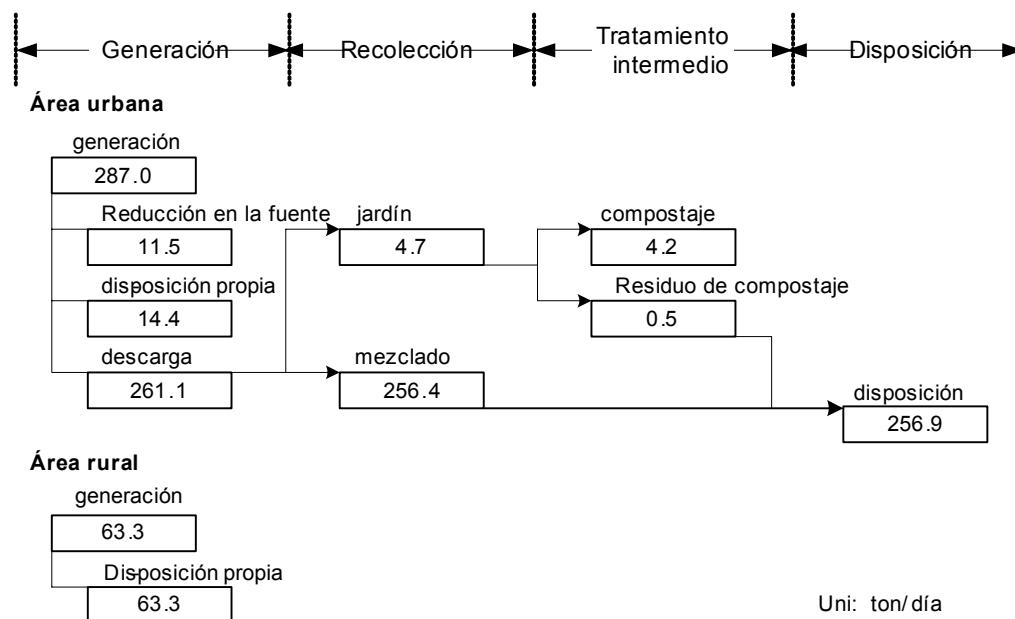 Generación Recolección Tratamiento intermedio Disposición
Área urbana
generación
287.0
Reducción en la fuente jardín compostaje
11.5 4.7 4.2
disposición propia Residuo de compostaje
14.4 0.5
descarga mezclado
261.1 256.4
disposición
256.9
Área rural
generación
63.3
Disposición propia
63.3
Uni: ton/día